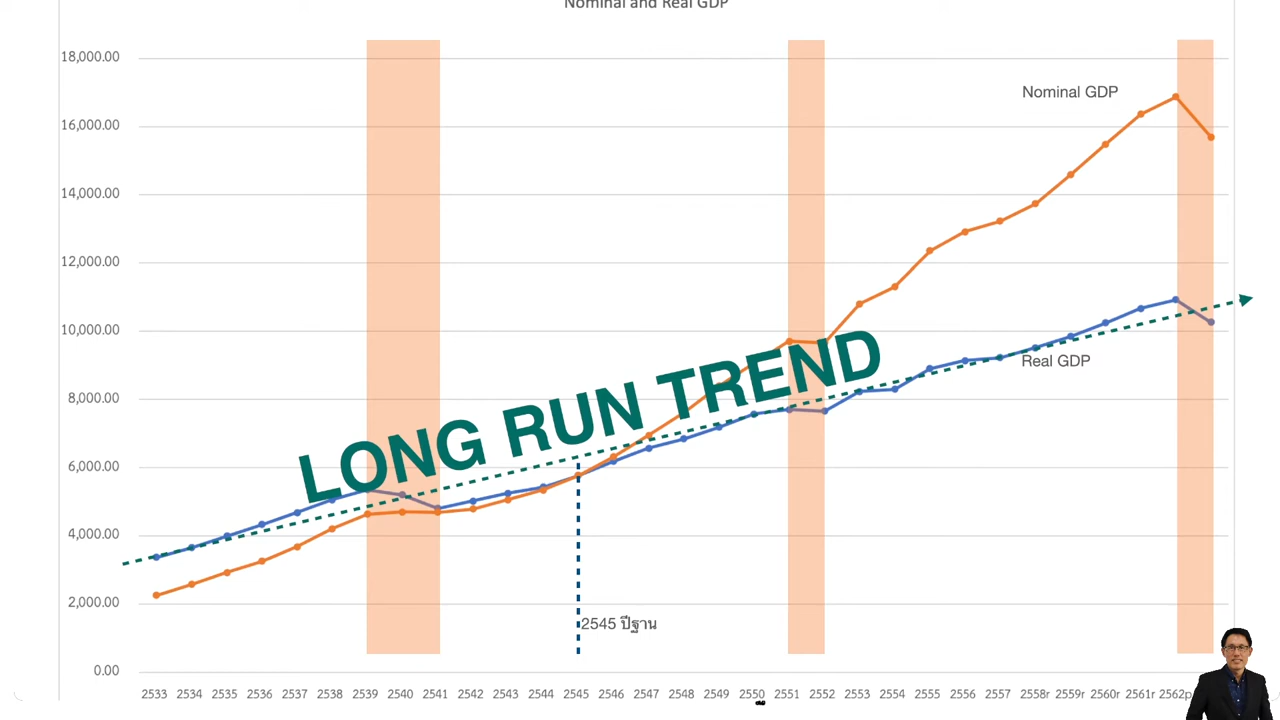 Nominal and Real GDP
18,000.00
16,000.00
14,000.00
12,000.00
10,000.00
8,000.00
6,000.00
4,000.00
2,000.00
0.00
Nominal GDP
Real GDP
LONG RUN TREND
2545 ปีฐาน
2533 2534 2535 2536 2537 2538 2539 2540 2541 2542 2543 2544 2545 2546 2547 2548 2549 2550 2551 2552 2553 2554 2555 2556 2557 2558r 2559r 2560r 2561r 2562p